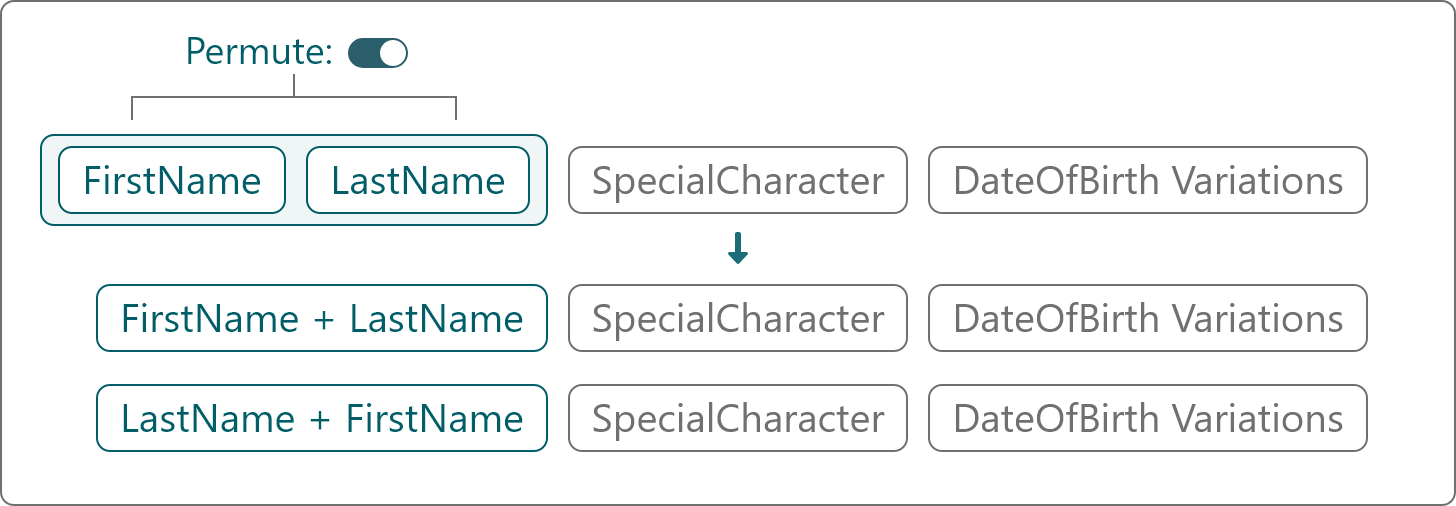 Permute:
FirstName LastName SpecialCharacter DateOfBirth Variations
FirstName + LastName SpecialCharacter DateOfBirth Variations
LastName + FirstName SpecialCharacter DateOfBirth Variations